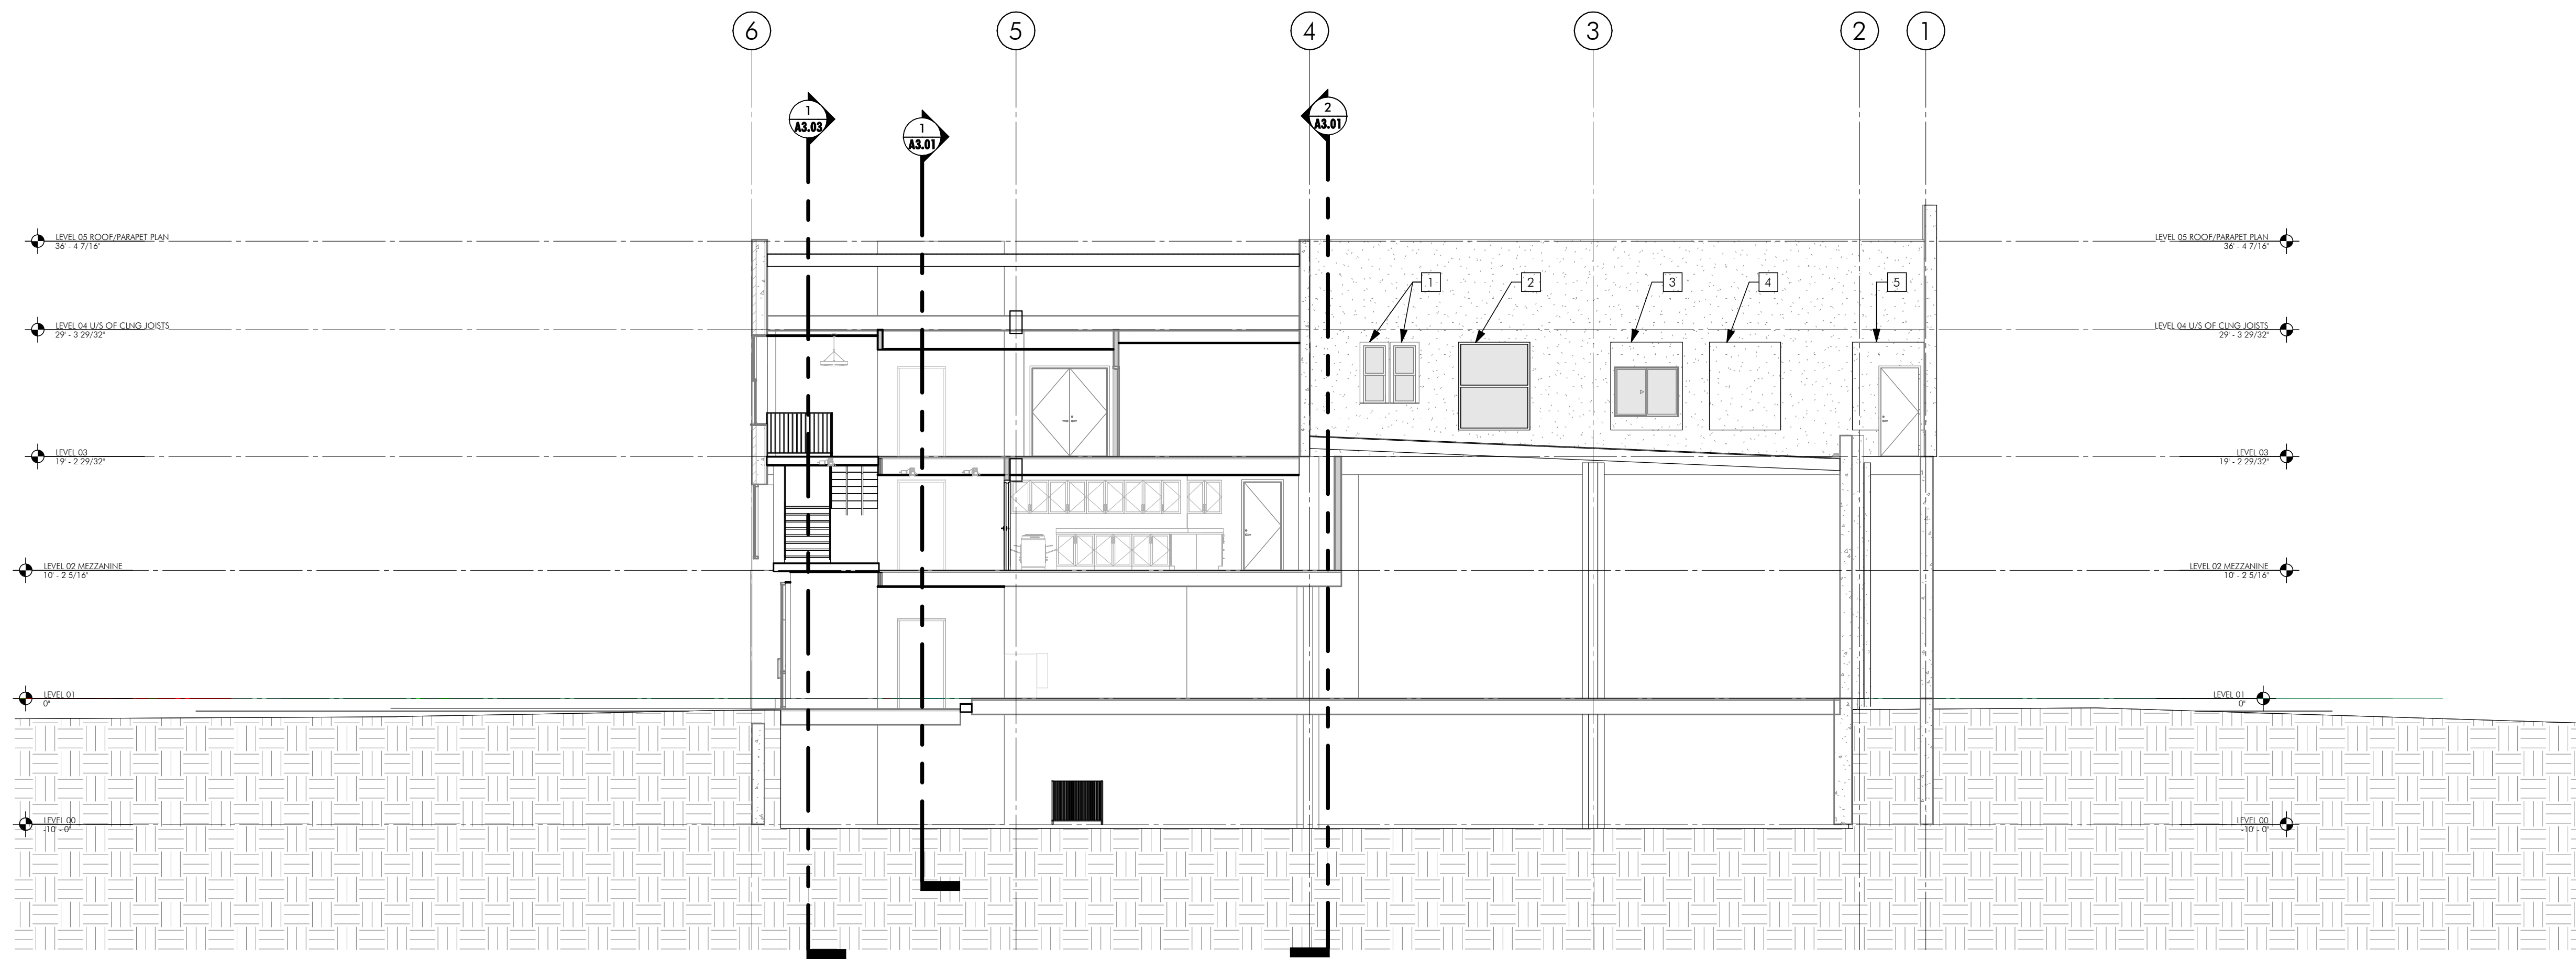 6
5
4
3
2
1
1
A3.03
1
A3.01
2
A3.01
LEVEL 05 ROOF/PARAPET PLAN
36' - 4 7/16"
LEVEL 05 ROOF/PARAPET PLAN
36' - 4 7/16"
1
2
3
4
5
LEVEL 04 U/S OF CLNG JOISTS
29' - 3 29/32"
LEVEL 04 U/S OF CLNG JOISTS
29' - 3 29/32"
LEVEL 03
19' - 2 29/32"
LEVEL 03
19' - 2 29/32"
LEVEL 02 MEZZANINE
10' - 2 5/16"
LEVEL 02 MEZZANINE
10' - 2 5/16"
LEVEL 01
0"
LEVEL 01
0"
LEVEL 00
-10' - 0"
LEVEL 00
-10' - 0"